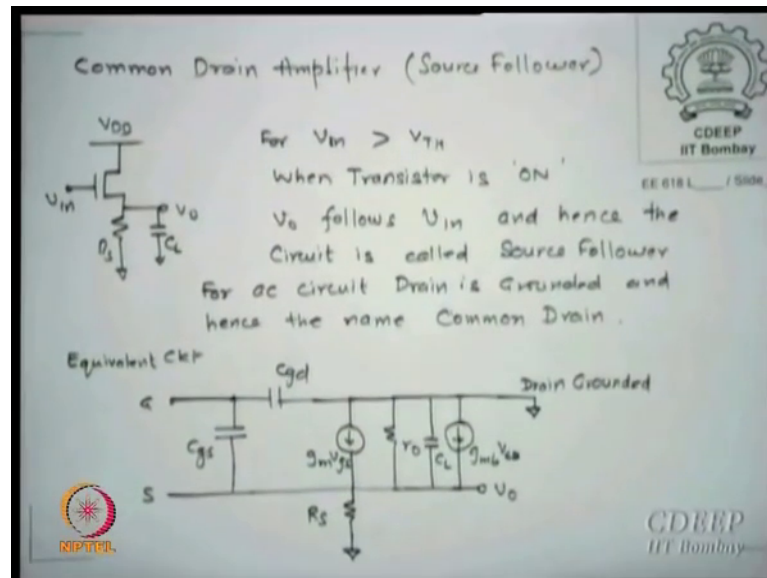 Common Drain Amplifier (Source Follower)
CDEEP
IIT Bombay
EE 618 L / Slide
VDD
Vin
Vo
CL
For Vin > VTH
When Transistor is 'ON'
Vo follows Vin and hence the
Circuit is called Source Follower
For ac circuit Drain is Grounded and
hence the name Common Drain.
Equivalent Ckt
Cgd
Drain Grounded
G
Cgs
gmVgs
ro
CL
gmb
S
Vo
Rs
NPTEL
CDEEP
IIT Bombay